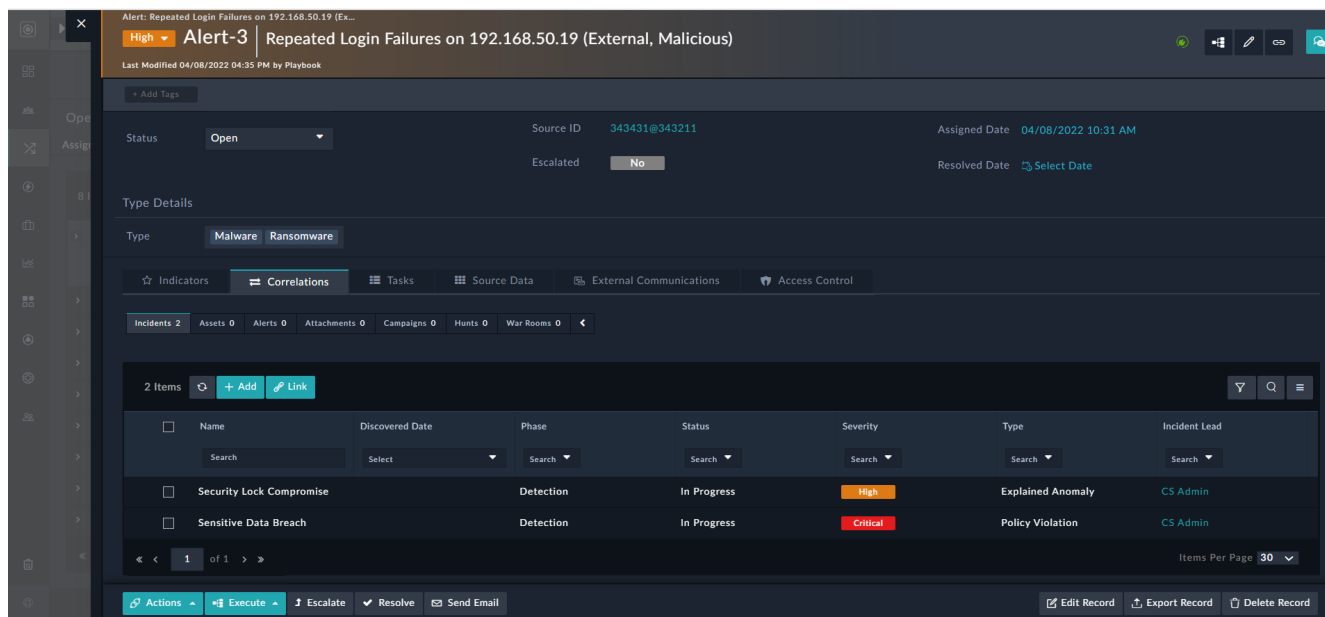 Alert: Repeated Login Failures on 192.168.50.19 (Ex...
High Alert-3 Repeated Login Failures on 192.168.50.19 (External, Malicious)
Last Modified 04/08/2022 04:35 PM by Playbook
+ Add Tags
Ope
Assig
8 I
Status Open
Source ID 343431@343211
Assigned Date 04/08/2022 10:31 AM
Escalated No
Resolved Date Select Date
Type Details
Type Malware Ransomware
Indicators Correlations Tasks Source Data External Communications Access Control
Incidents 2 Assets 0 Alerts 0 Attachments 0 Campaigns 0 Hunts 0 War Rooms 0
2 Items + Add Link
Name Discovered Date Phase Status Severity Type Incident Lead
Search Select Search Search Search Search Search
Security Lock Compromise Detection In Progress High Explained Anomaly CS Admin
Sensitive Data Breach Detection In Progress Critical Policy Violation CS Admin
1 of 1 Items Per Page 30
Actions Execute Escalate Resolve Send Email Edit Record Export Record Delete Record